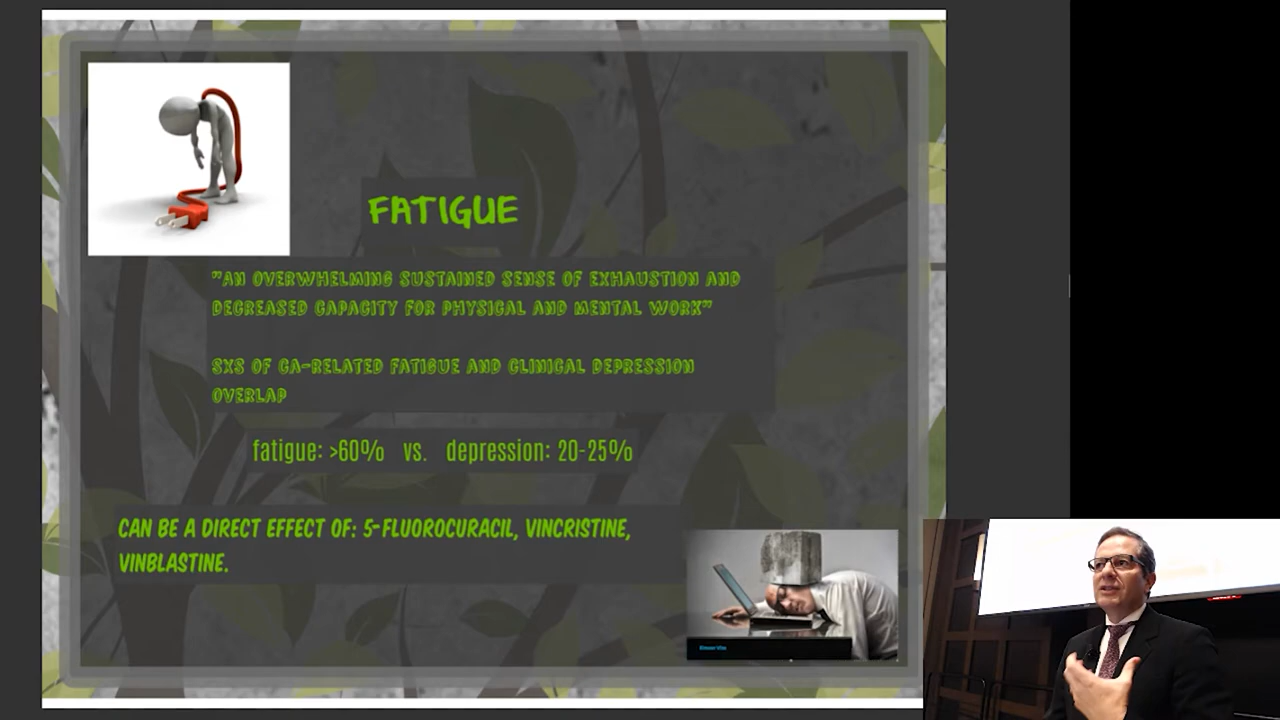 FATIGUE
"AN OVERWHELMING SUSTAINED SENSE OF EXHAUSTION AND
DECREASED CAPACITY FOR PHYSICAL AND MENTAL WORK"
SXS OF CA-RELATED FATIGUE AND CLINICAL DEPRESSION
OVERLAP
fatigue: >60% vs. depression: 20-25%
CAN BE A DIRECT EFFECT OF: 5-FLUOROCURACIL, VINCRISTINE,
VINBLASTINE.